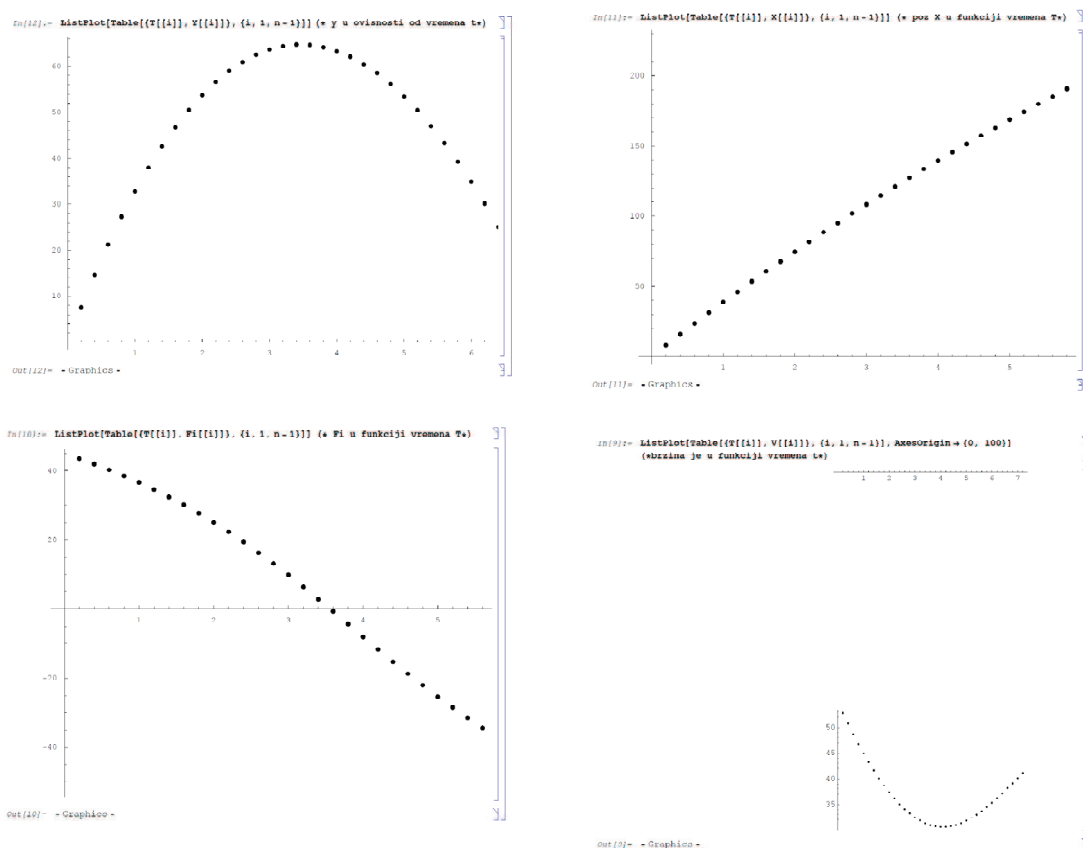 In[12]:= ListPlot[Table[{T[[i]], Y[[i]]}, {i, 1, n-1}]] (* y u ovisnosti od vremena t*)
60
50
40
30
20
10
1 2 3 4 5 6
Out[12]= - Graphics -
In[11]:= ListPlot[Table[{T[[i]], X[[i]]}, {i, 1, n-1}]] (* poz X u funkciji vremena T*)
200
150
100
50
1 2 3 4 5
Out[11]= - Graphics -
In[10]:= ListPlot[Table[{T[[i]], Fi[[i]]}, {i, 1, n-1}]] (* Fi u funkciji vremena T*)
40
20
1 2 3 4 5
-20
-40
Out[10]= - Graphics -
In[9]:= ListPlot[Table[{T[[i]], V[[i]]}, {i, 1, n-1}], AxesOrigin → {0, 100}]
(*brzina je u funkciji vremena t*)
1 2 3 4 5 6 7
50
45
40
35
Out[9]= - Graphics -